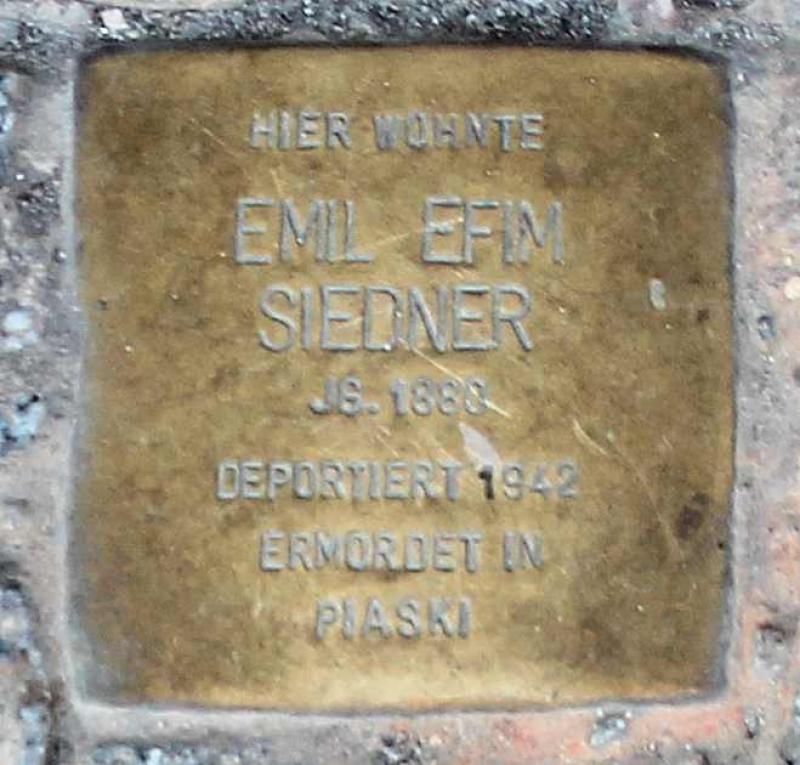 HIER WOHNTE
EMIL EFIM
SIEDNER
JG.
DEPORTIERT 1942
ERMORDET IN
PIASKI